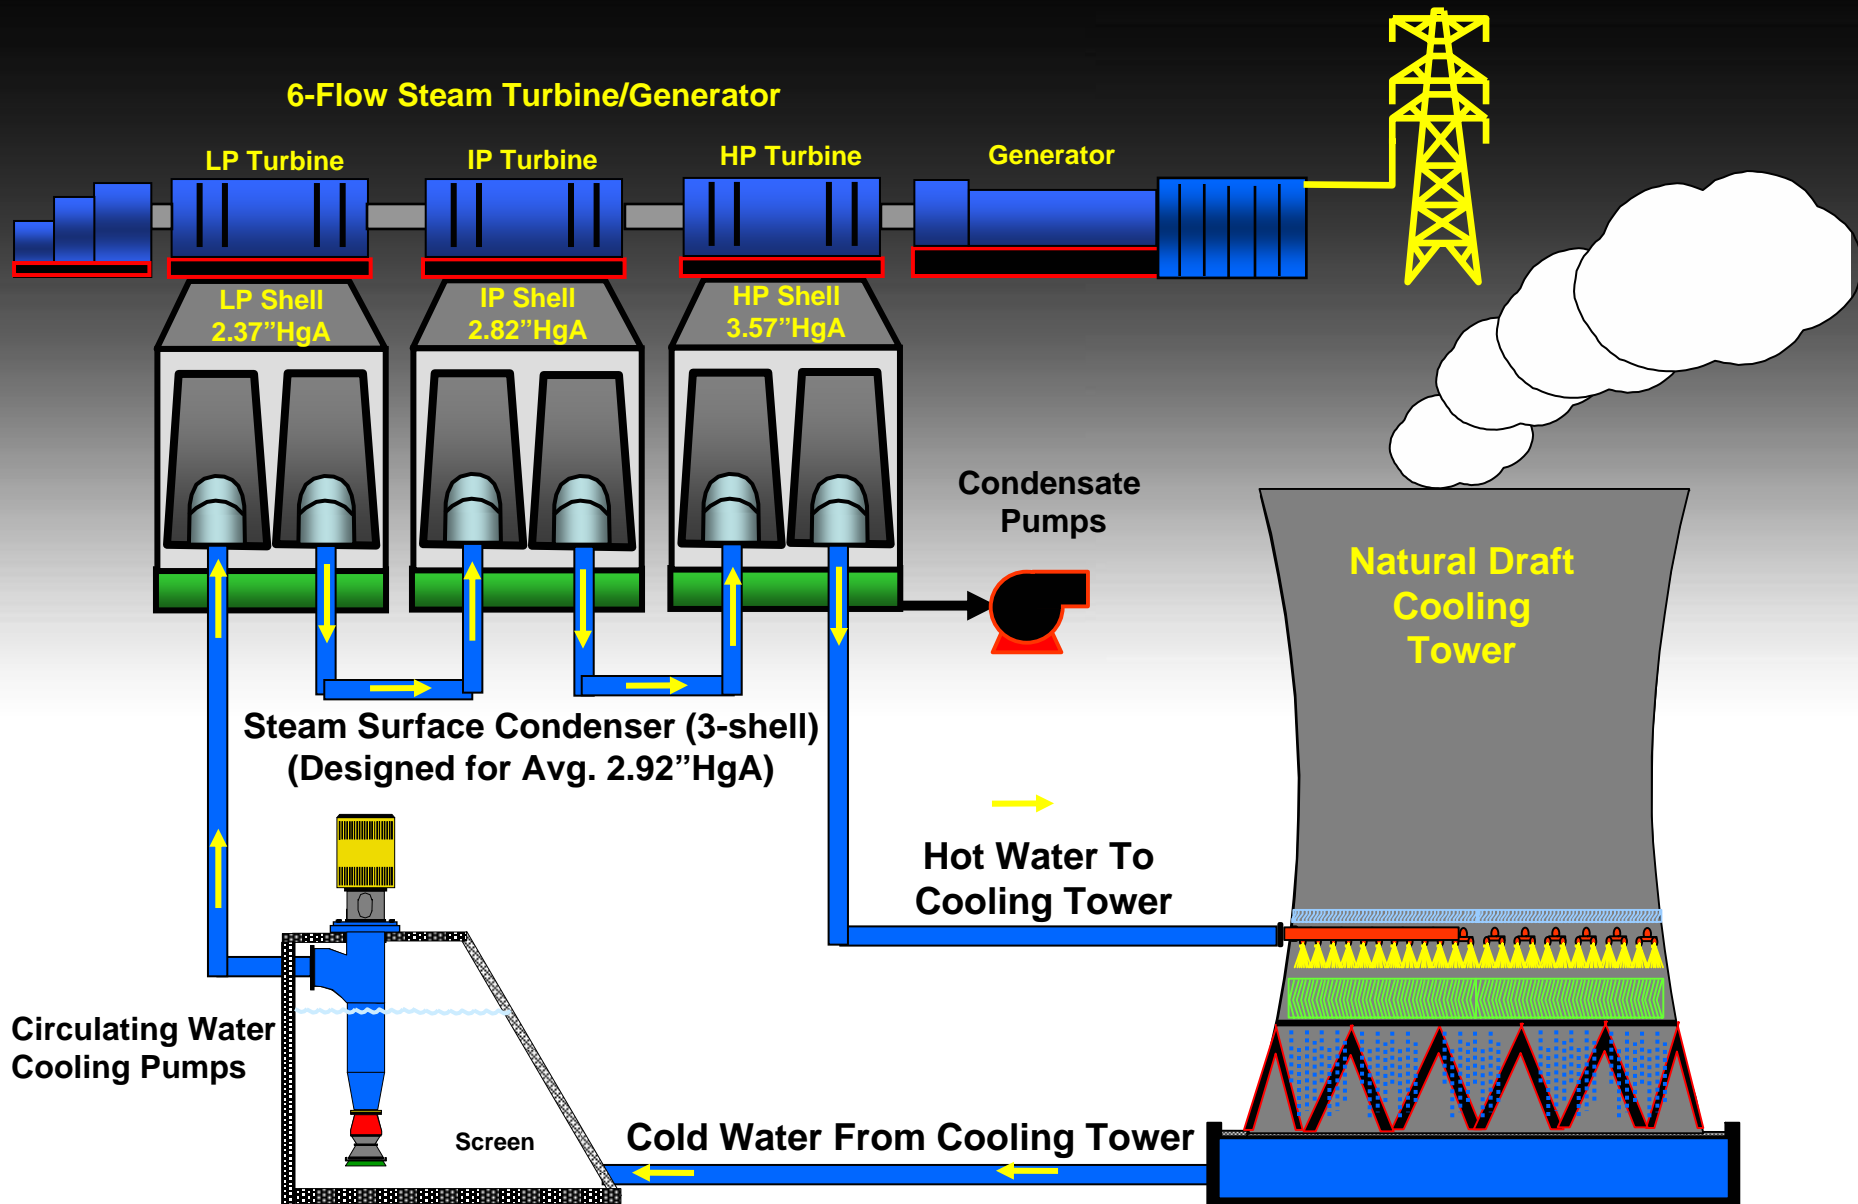 6-Flow Steam Turbine/Generator
LP Turbine
IP Turbine
HP Turbine
Generator
LP Shell
2.37”HgA
IP Shell
2.82”HgA
HP Shell
3.57”HgA
Condensate
Pumps
Natural Draft
Cooling
Tower
Steam Surface Condenser (3-shell)
(Designed for Avg. 2.92”HgA)
Hot Water To
Cooling Tower
Circulating Water
Cooling Pumps
Screen
Cold Water From Cooling Tower